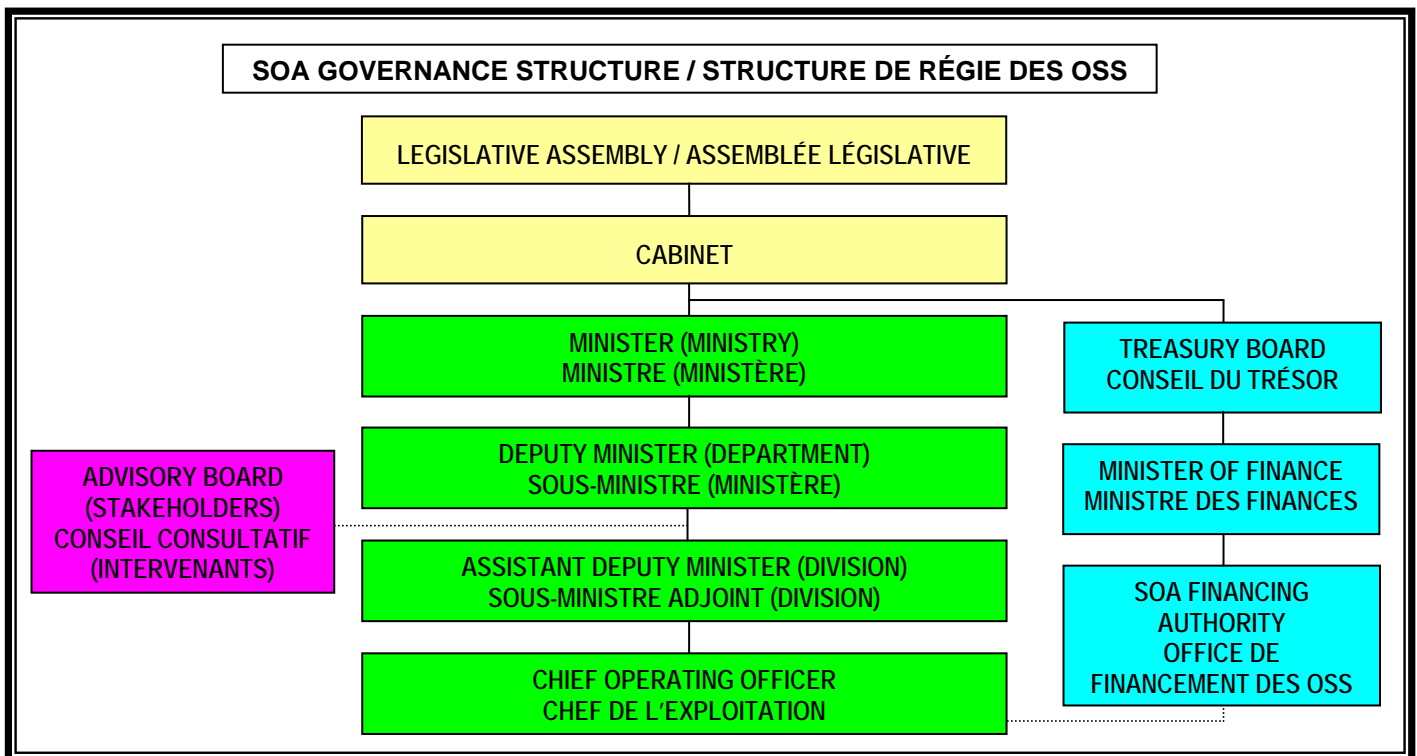 SOA GOVERNANCE STRUCTURE / STRUCTURE DE RÉGIE DES OSS
LEGISLATIVE ASSEMBLY / ASSEMBLÉE LÉGISLATIVE
CABINET
MINISTER (MINISTRY)
MINISTRE (MINISTÈRE)
TREASURY BOARD
CONSEIL DU TRÉSOR
DEPUTY MINISTER (DEPARTMENT)
SOUS-MINISTRE (MINISTÈRE)
ADVISORY BOARD
(STAKEHOLDERS)
CONSEIL CONSULTATIF
(INTERVENANTS)
MINISTER OF FINANCE
MINISTRE DES FINANCES
ASSISTANT DEPUTY MINISTER (DIVISION)
SOUS-MINISTRE ADJOINT (DIVISION)
SOA FINANCING
AUTHORITY
OFFICE DE
FINANCEMENT DES OSS
CHIEF OPERATING OFFICER
CHEF DE L'EXPLOITATION